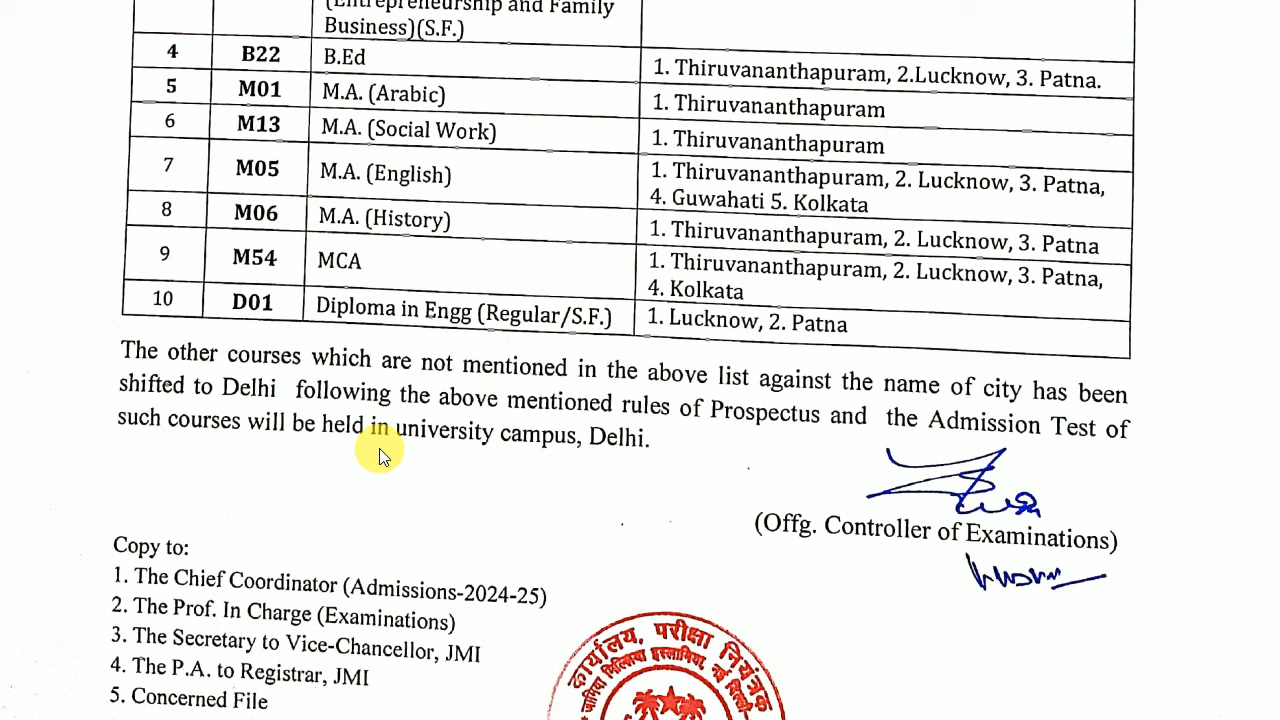 (Entrepreneurship and Family
Business)(S.F.)
4 B22 B.Ed 1. Thiruvananthapuram, 2.Lucknow, 3. Patna.
5 M01 M.A. (Arabic) 1. Thiruvananthapuram
6 M13 M.A. (Social Work) 1. Thiruvananthapuram
7 M05 M.A. (English) 1. Thiruvananthapuram, 2. Lucknow, 3. Patna,
4. Guwahati 5. Kolkata
8 M06 M.A. (History) 1. Thiruvananthapuram, 2. Lucknow, 3. Patna
9 M54 MCA 1. Thiruvananthapuram, 2. Lucknow, 3. Patna,
4. Kolkata
10 D01 Diploma in Engg (Regular/S.F.) 1. Lucknow, 2. Patna
The other courses which are not mentioned in the above list against the name of city has been
shifted to Delhi following the above mentioned rules of Prospectus and the Admission Test of
such courses will be held in university campus, Delhi.
(Offg. Controller of Examinations)
Copy to:
1. The Chief Coordinator (Admissions-2024-25)
2. The Prof. In Charge (Examinations)
3. The Secretary to Vice-Chancellor, JMI
4. The P.A. to Registrar, JMI
5. Concerned File
कार्यालय, परीक्षा नियंत्रक
जामिया मिल्लिया इस्लामिया, नई दिल्ली